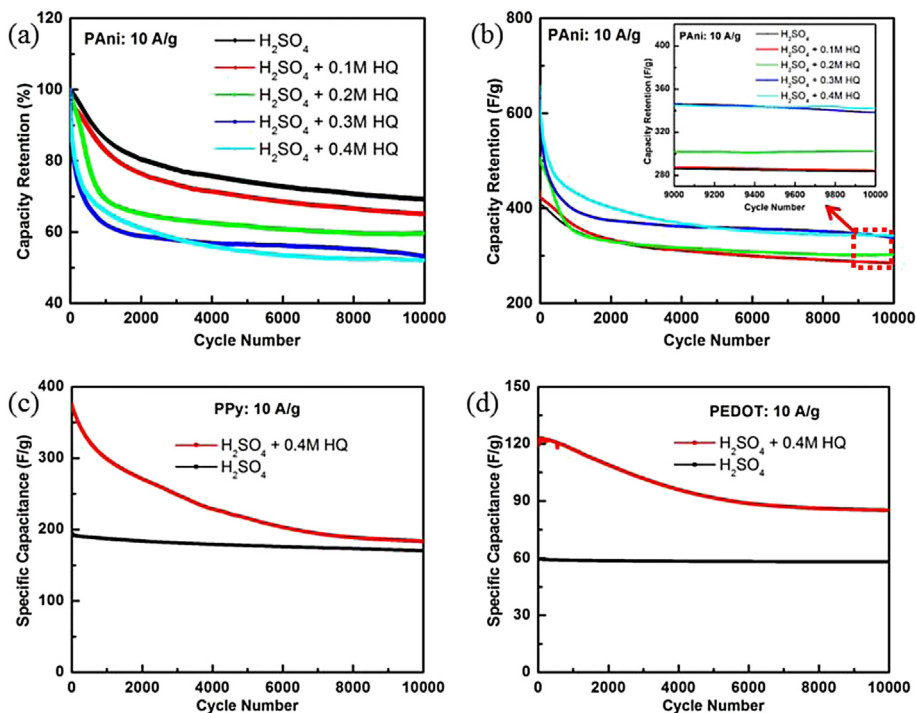 (a)
PAni: 10 A/g
H₂SO₄
H₂SO₄ + 0.1M HQ
H₂SO₄ + 0.2M HQ
H₂SO₄ + 0.3M HQ
H₂SO₄ + 0.4M HQ
Capacity Retention (%)
120
100
80
60
40
0 2000 4000 6000 8000 10000
Cycle Number
(b)
PAni: 10 A/g
Capacity Retention (F/g)
800
600
400
200
0 2000 4000 6000 8000 10000
Cycle Number
PAni: 10 A/g
H₂SO₄
H₂SO₄ + 0.1M HQ
H₂SO₄ + 0.2M HQ
H₂SO₄ + 0.3M HQ
H₂SO₄ + 0.4M HQ
Capacity Retention (F/g)
400
360
320
280
9000 9200 9400 9600 9800 10000
Cycle Number
(c)
PPy: 10 A/g
H₂SO₄ + 0.4M HQ
H₂SO₄
Specific Capacitance (F/g)
400
300
200
100
0
0 2000 4000 6000 8000 10000
Cycle Number
(d)
PEDOT: 10 A/g
H₂SO₄ + 0.4M HQ
H₂SO₄
Specific Capacitance (F/g)
150
120
90
60
30
0
0 2000 4000 6000 8000 10000
Cycle Number